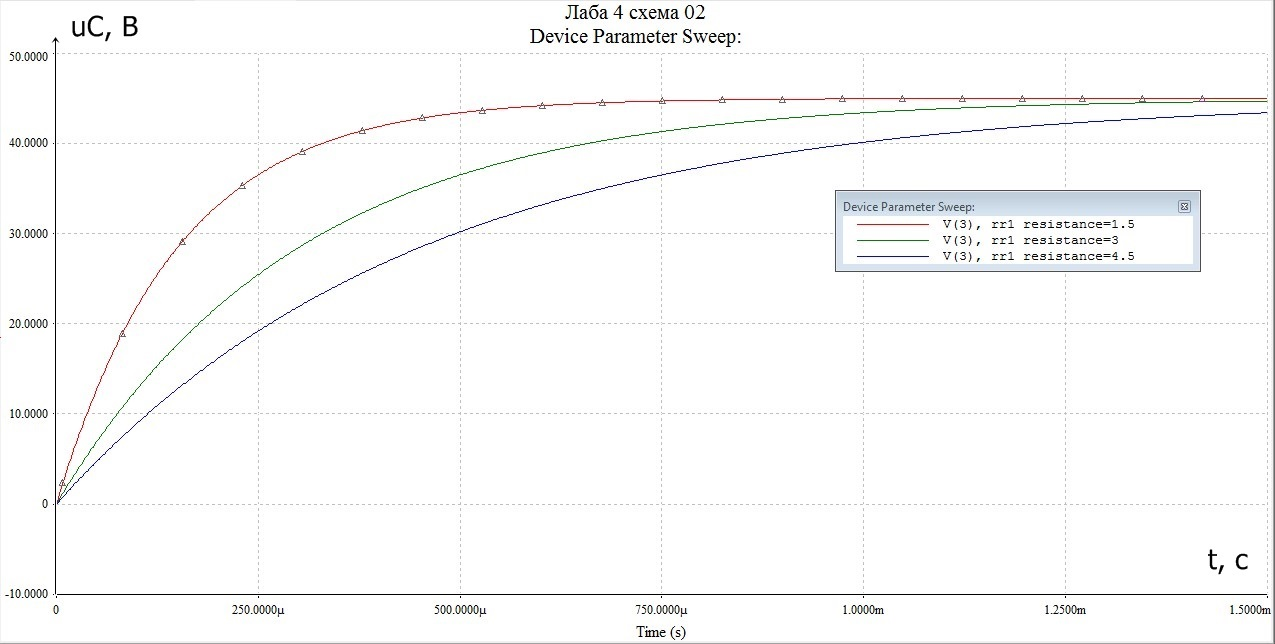 Лаба 4 схема 02
uC, В
Device Parameter Sweep:
50.0000
40.0000
30.0000
20.0000
10.0000
0
-10.0000
Device Parameter Sweep:
V(3), rr1 resistance=1.5
V(3), rr1 resistance=3
V(3), rr1 resistance=4.5
t, с
0 250.0000µ 500.0000µ 750.0000µ 1.0000m 1.2500m 1.5000m
Time (s)